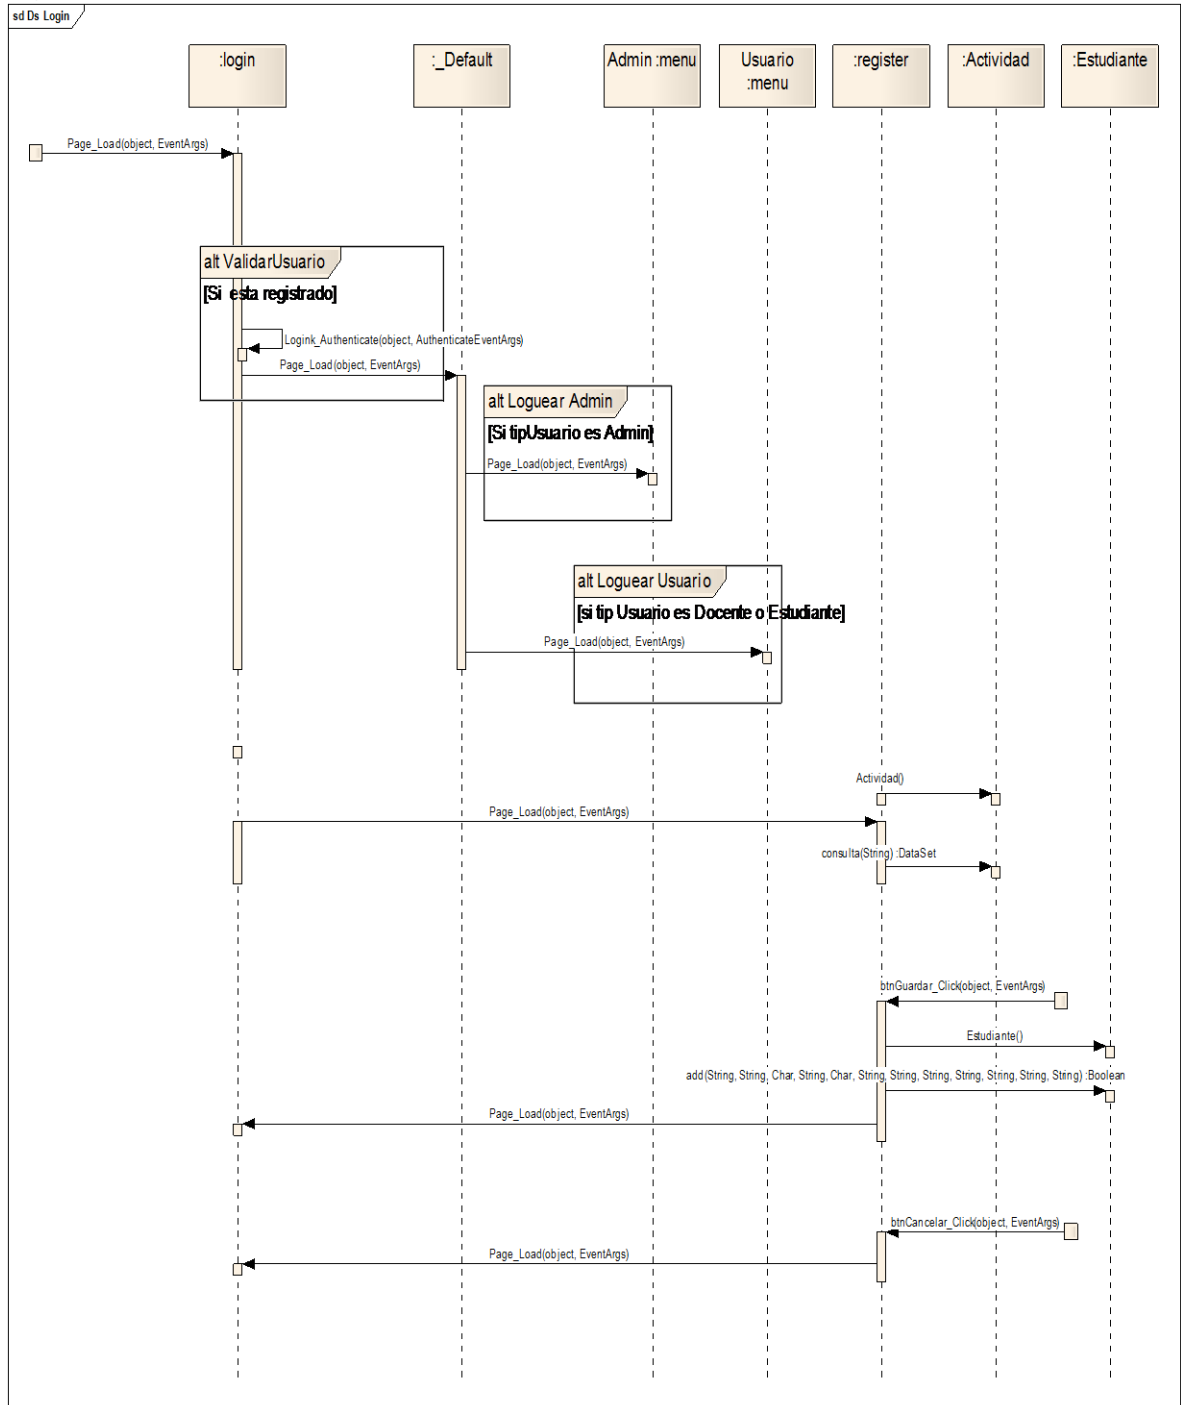 sd Ds Login
:login
:_Default
Admin :menu
Usuario
:menu
:register
:Actividad
:Estudiante
Page_Load(object, EventArgs)
alt ValidarUsuario
[Si esta registrado]
Logink_Authenticate(object, AuthenticateEventArgs)
Page_Load(object, EventArgs)
alt Loguear Admin
[Si tipUsuario es Admin]
Page_Load(object, EventArgs)
alt Loguear Usuario
[si tip Usuario es Docente o Estudiante]
Page_Load(object, EventArgs)
Actividad()
Page_Load(object, EventArgs)
consulta(String) :DataSet
btnGuardar_Click(object, EventArgs)
Estudiante()
add(String, String, Char, String, Char, String, String, String, String, String, String, String) :Boolean
Page_Load(object, EventArgs)
btnCancelar_Click(object, EventArgs)
Page_Load(object, EventArgs)